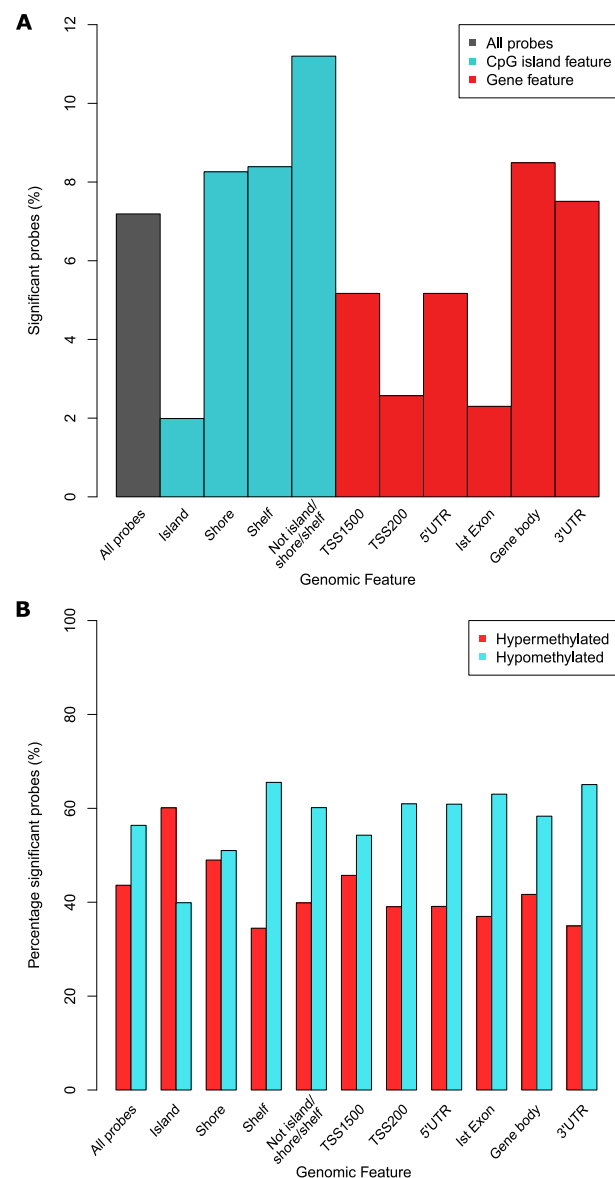 A
Significant probes (%)
12
10
8
6
4
2
0
All probes
CpG island feature
Gene feature
All probes
Island
Shore
Shelf
Not island/
shore/shelf
TSS1500
TSS200
5'UTR
Ist Exon
Gene body
3'UTR
Genomic Feature
B
Percentage significant probes (%)
100
80
60
40
20
0
Hypermethylated
Hypomethylated
All probes
Island
Shore
Shelf
Not island/
shore/shelf
TSS1500
TSS200
5'UTR
Ist Exon
Gene body
3'UTR
Genomic Feature